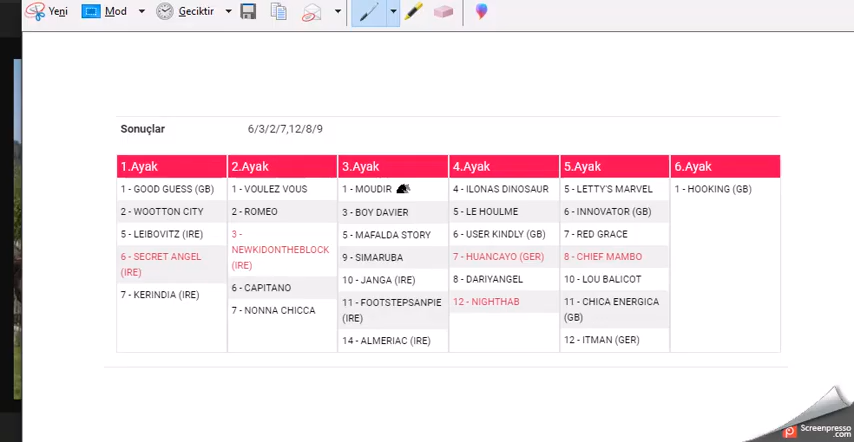 Yeni Mod Geciktir
Sonuçlar 6/3/2/7,12/8/9
1.Ayak 2.Ayak 3.Ayak 4.Ayak 5.Ayak 6.Ayak
1 - GOOD GUESS (GB)
2 - WOOTTON CITY
5 - LEIBOVITZ (IRE)
6 - SECRET ANGEL
(IRE)
7 - KERINDIA (IRE)
1 - VOULEZ VOUS
2 - ROMEO
3 -
NEWKIDONTHEBLOCK
(IRE)
6 - CAPITANO
7 - NONNA CHICCA
1 - MOUDIR
3 - BOY DAVIER
5 - MAFALDA STORY
9 - SIMARUBA
10 - JANGA (IRE)
11 - FOOTSTEPSANPIE
(IRE)
14 - ALMERIAC (IRE)
4 - ILONAS DINOSAUR
5 - LE HOULME
6 - USER KINDLY (GB)
7 - HUANCAYO (GER)
8 - DARIYANGEL
12 - NIGHTHAB
5 - LETTY'S MARVEL
6 - INNOVATOR (GB)
7 - RED GRACE
8 - CHIEF MAMBO
10 - LOU BALICOT
11 - CHICA ENERGICA
(GB)
12 - ITMAN (GER)
1 - HOOKING (GB)
Screenpresso
.com